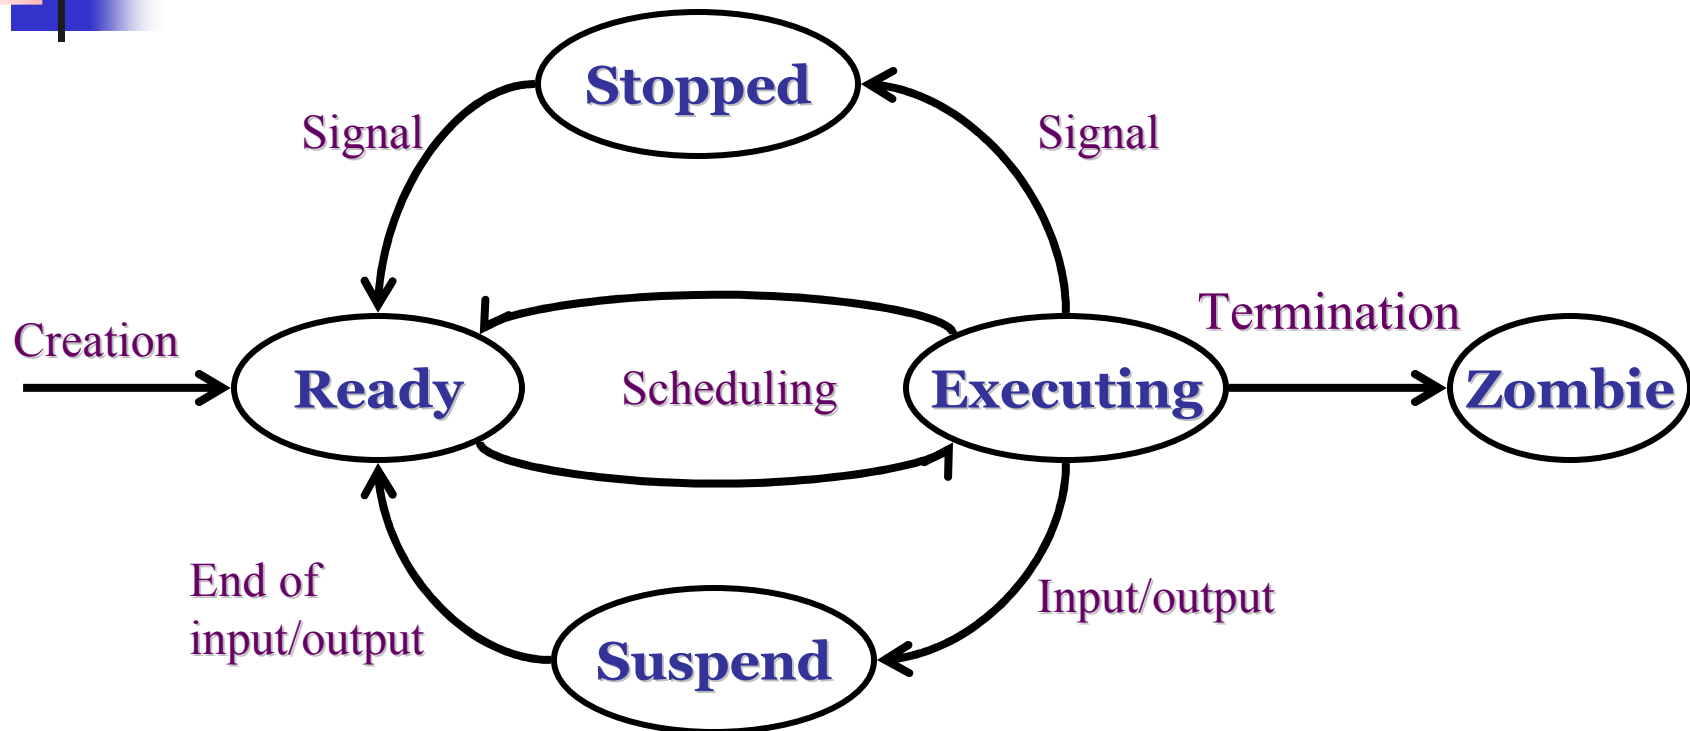 Stopped
Signal
Signal
Creation
Termination
Ready
Scheduling
Executing
Zombie
End of
input/output
Input/output
Suspend